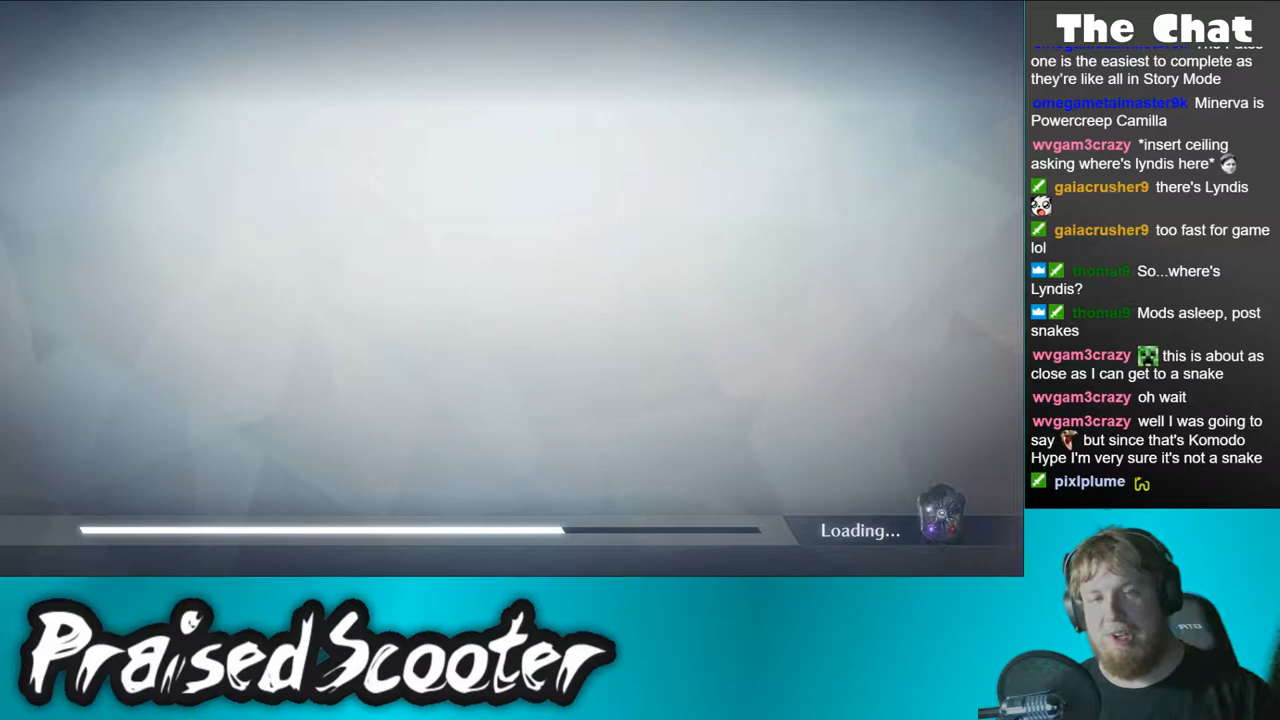 The Chat
one is the easiest to complete as
they're like all in Story Mode
omegametalmaster9k Minerva is
Powercreep Camilla
wvgam3crazy *insert ceiling
asking where's lyndis here*
gaiacrusher9 there's Lyndis
gaiacrusher9 too fast for game
lol
thomat9 So...where's
Lyndis?
thomat9 Mods asleep, post
snakes
wvgam3crazy this is about as
close as I can get to a snake
wvgam3crazy oh wait
wvgam3crazy well I was going to
say but since that's Komodo
Hype I'm very sure it's not a snake
pixlplume
Loading...
PraisedScooter
RTG